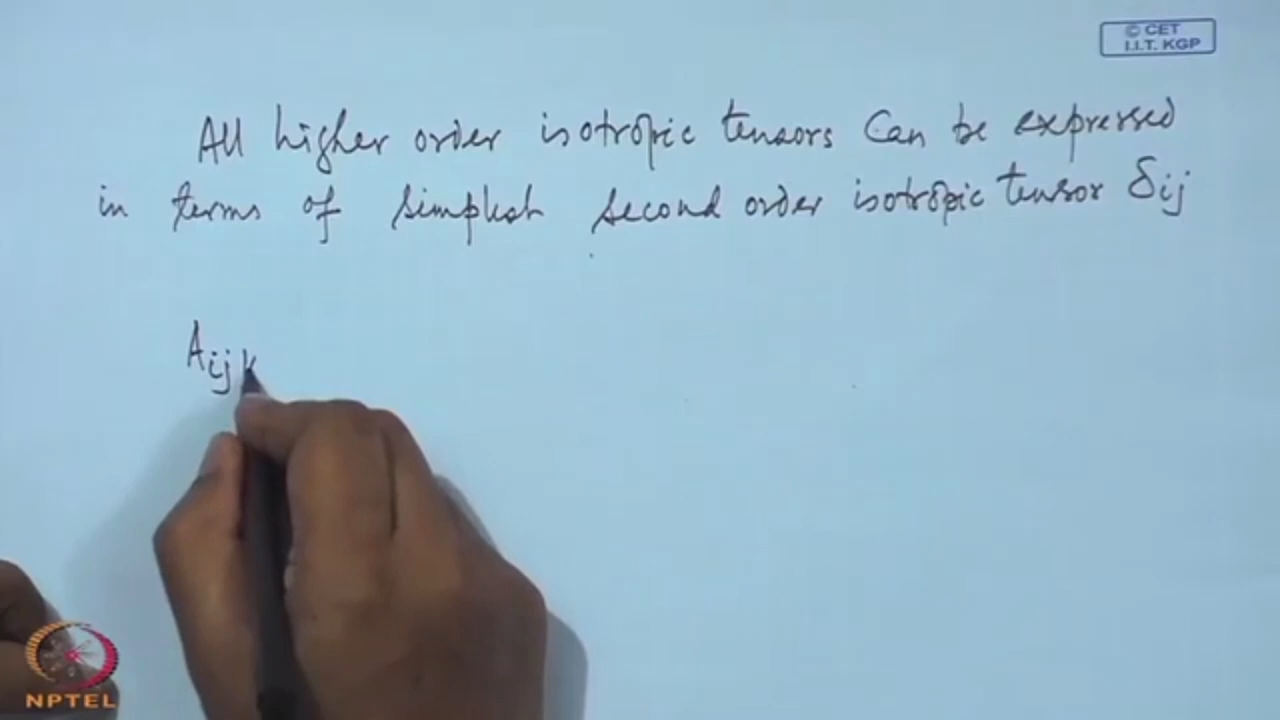 © CET
I.I.T. KGP
All higher order isotropic tensors can be expressed
in terms of simplest second order isotropic tensor δij
Aijk
NPTEL